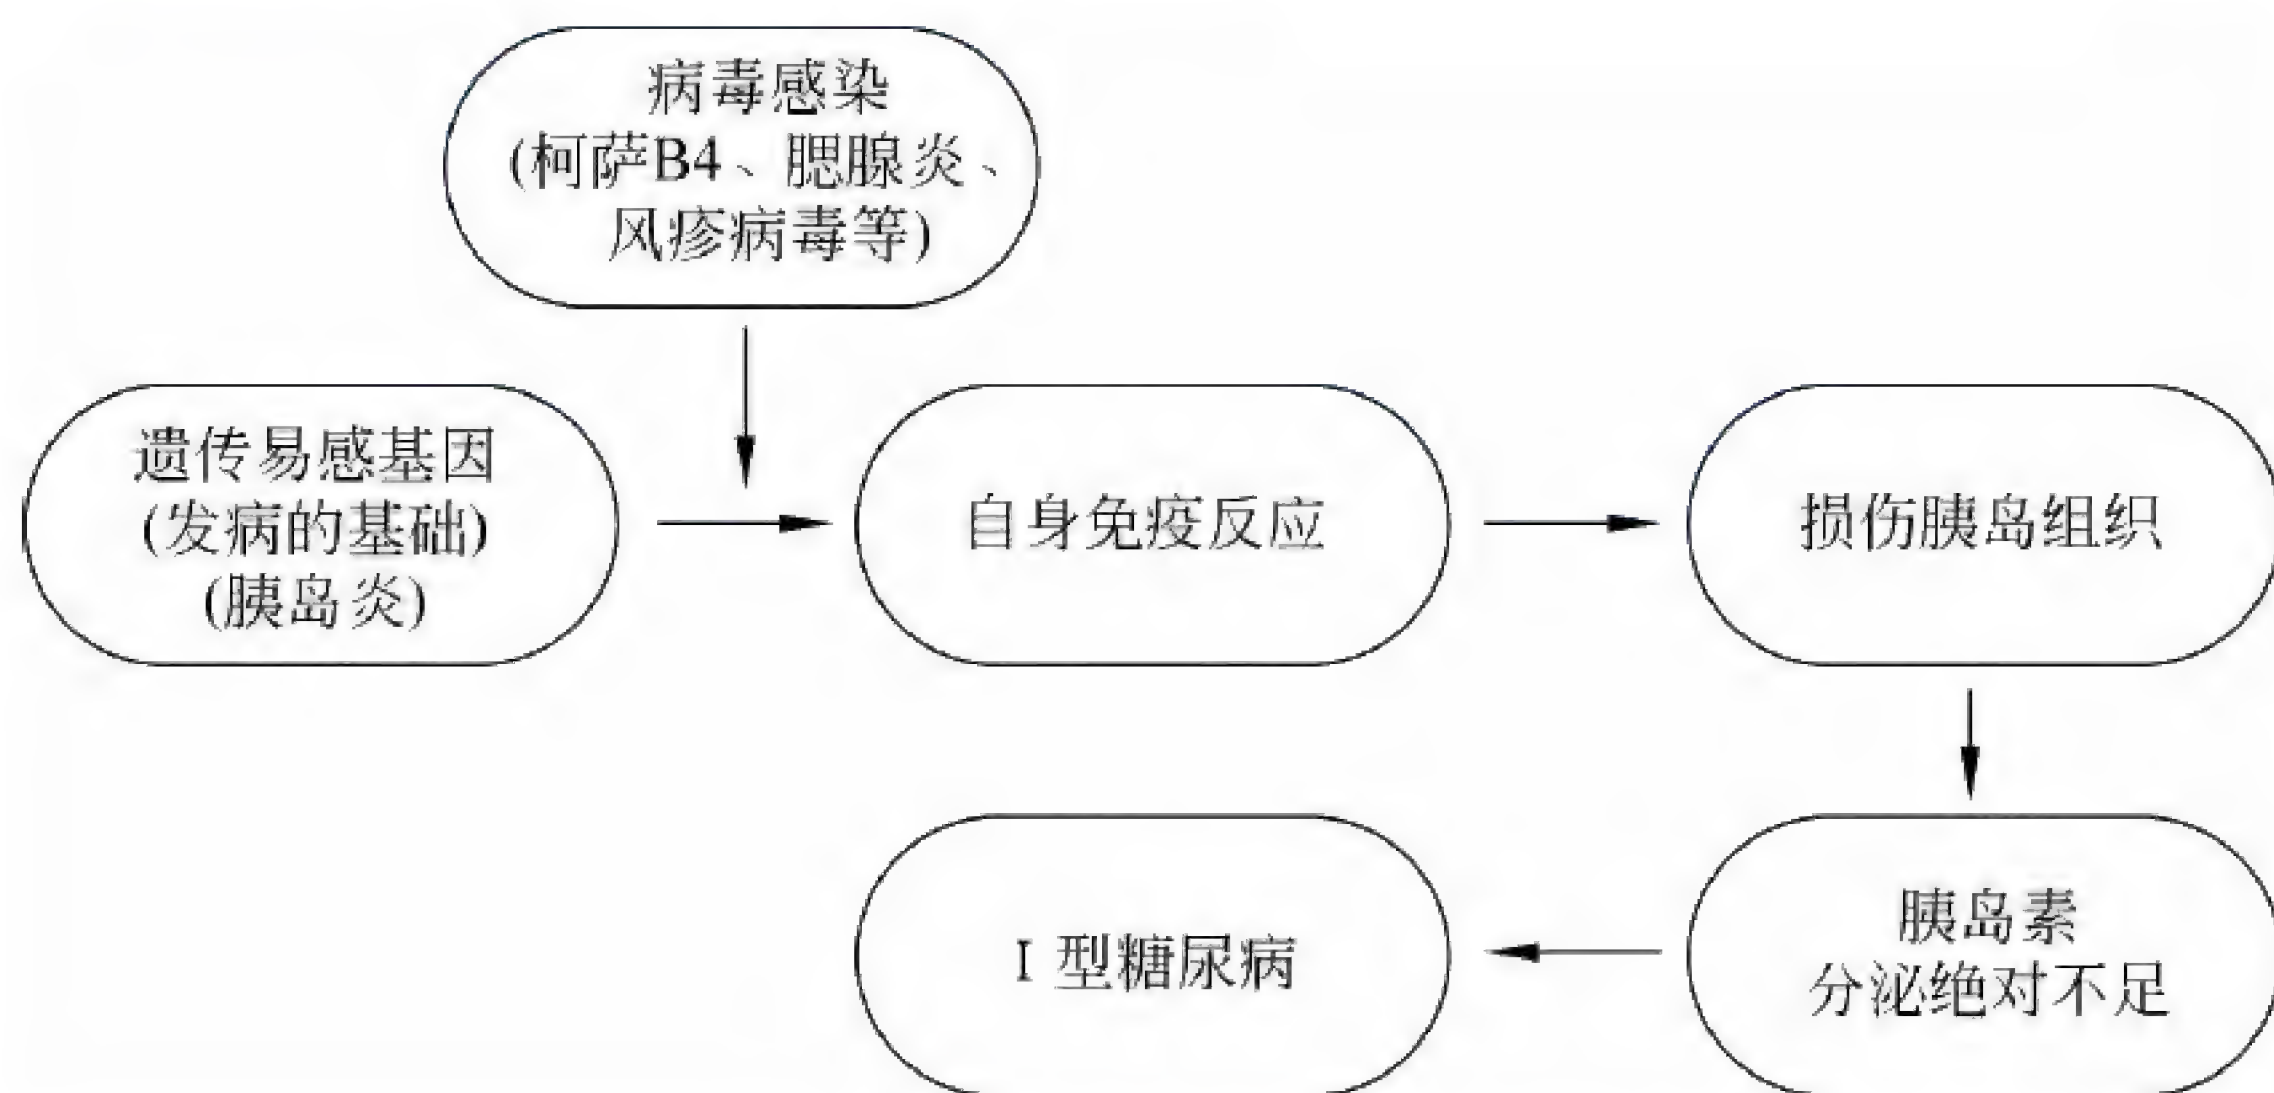 病毒感染
(柯萨B4、腮腺炎、
风疹病毒等)
遗传易感基因
(发病的基础)
(胰岛炎)
自身免疫反应
损伤胰岛组织
胰岛素
分泌绝对不足
I 型糖尿病